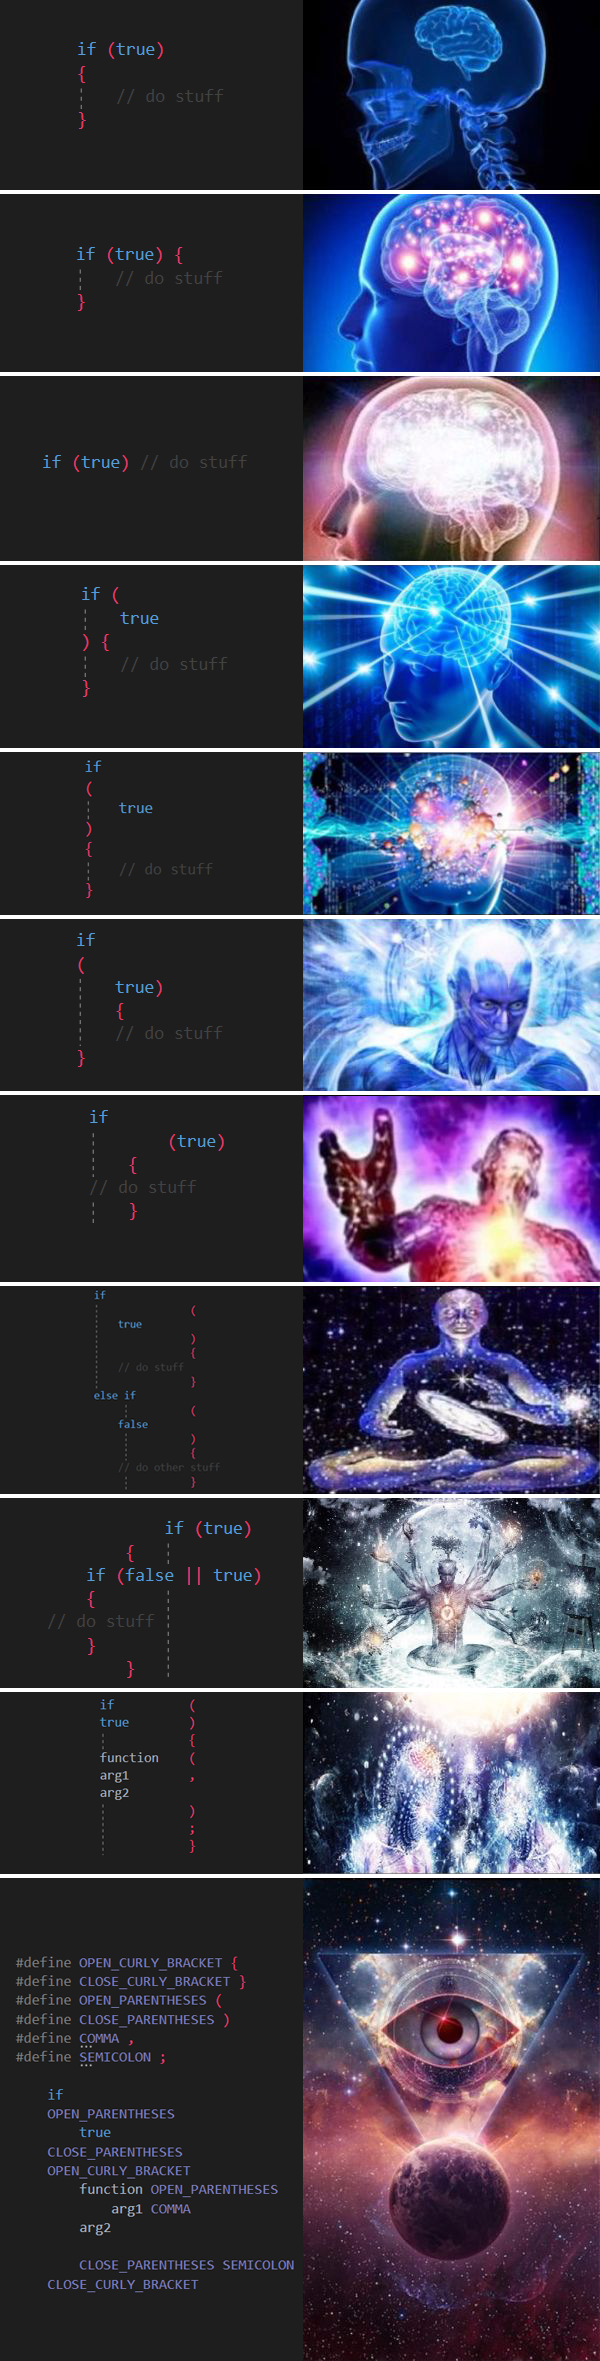 if (true)
{
// do stuff
}
if (true) {
// do stuff
}
if (true) // do stuff
if (
true
) {
// do stuff
}
if
(
true
)
{
// do stuff
}
if
(
true)
{
// do stuff
}
if
(true)
{
// do stuff
}
if
(
true
)
{
// do stuff
}
else if
(
false
)
{
// do other stuff
}
if (true)
{
if (false || true)
{
// do stuff
}
}
if (
true )
{
function (
arg1 ,
arg2
)
;
}
#define OPEN_CURLY_BRACKET {
#define CLOSE_CURLY_BRACKET }
#define OPEN_PARENTHESES (
#define CLOSE_PARENTHESES )
#define COMMA ,
#define SEMICOLON ;
if
OPEN_PARENTHESES
true
CLOSE_PARENTHESES
OPEN_CURLY_BRACKET
function OPEN_PARENTHESES
arg1 COMMA
arg2
CLOSE_PARENTHESES SEMICOLON
CLOSE_CURLY_BRACKET